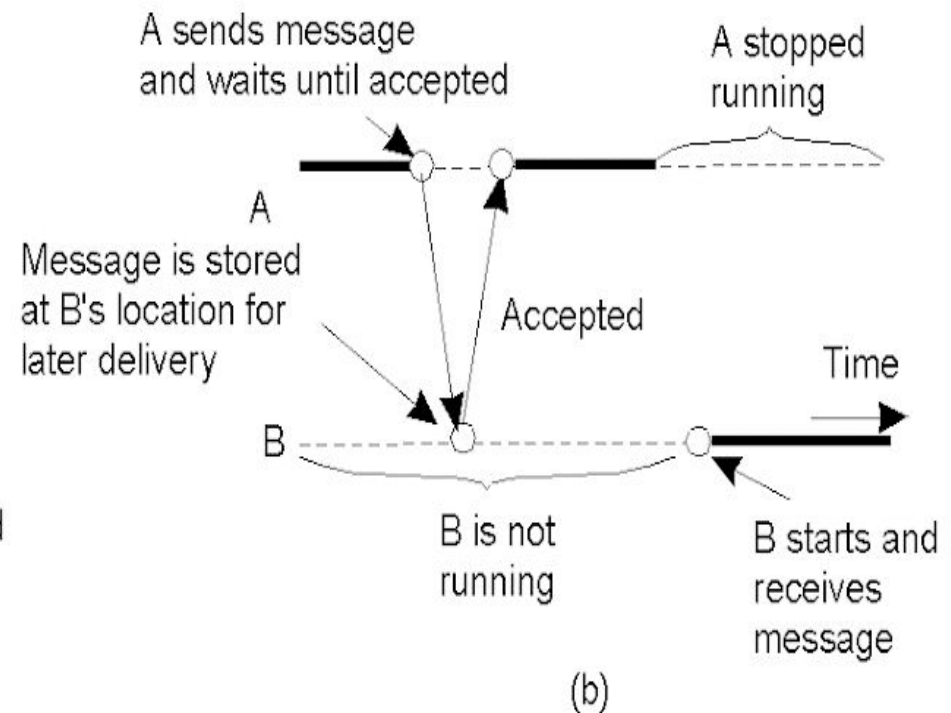 A sends message
and waits until accepted
A stopped
running
A
Message is stored
at B's location for
later delivery
Accepted
Time
B
B is not
running
B starts and
receives
message
(b)